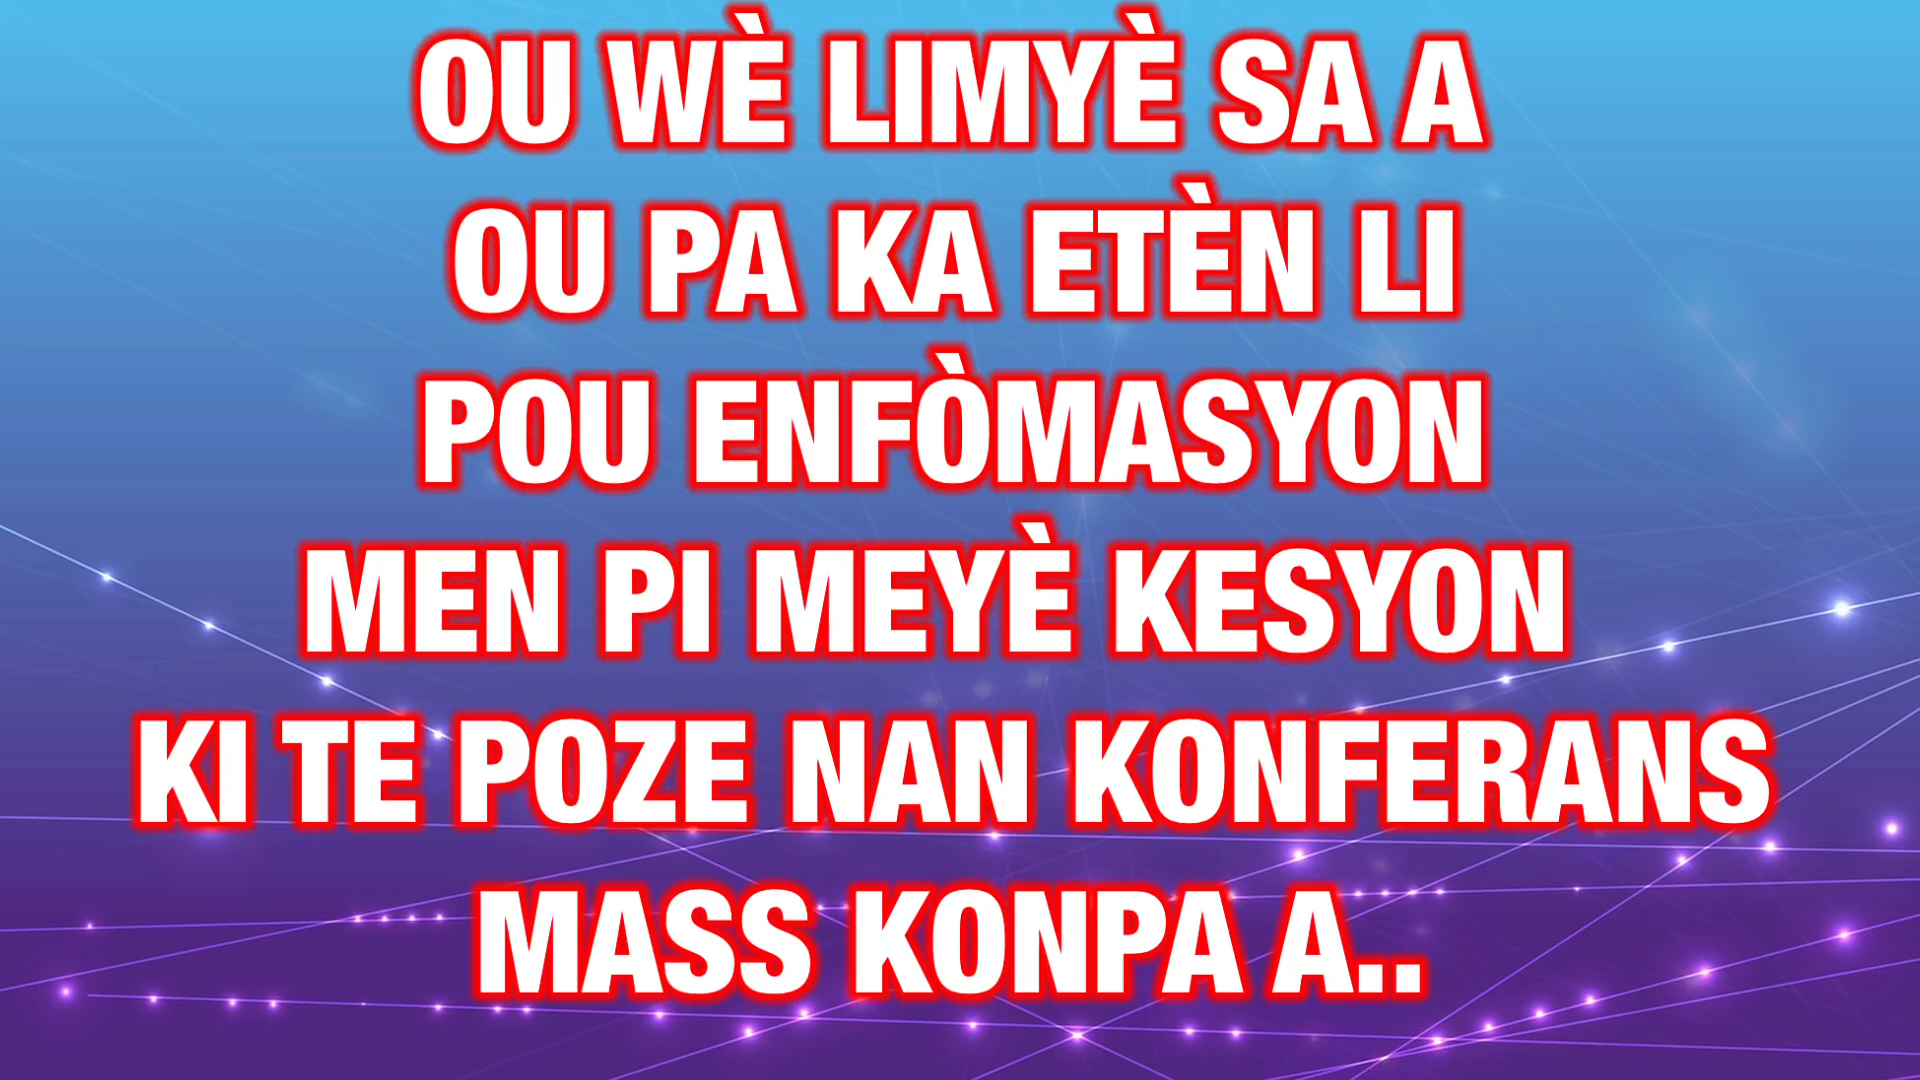 OU WÈ LIMYÈ SA A
OU PA KA ETÈN LI
POU ENFÒMASYON
MEN PI MEYÈ KESYON
KI TE POZE NAN KONFERANS
MASS KONPA A..